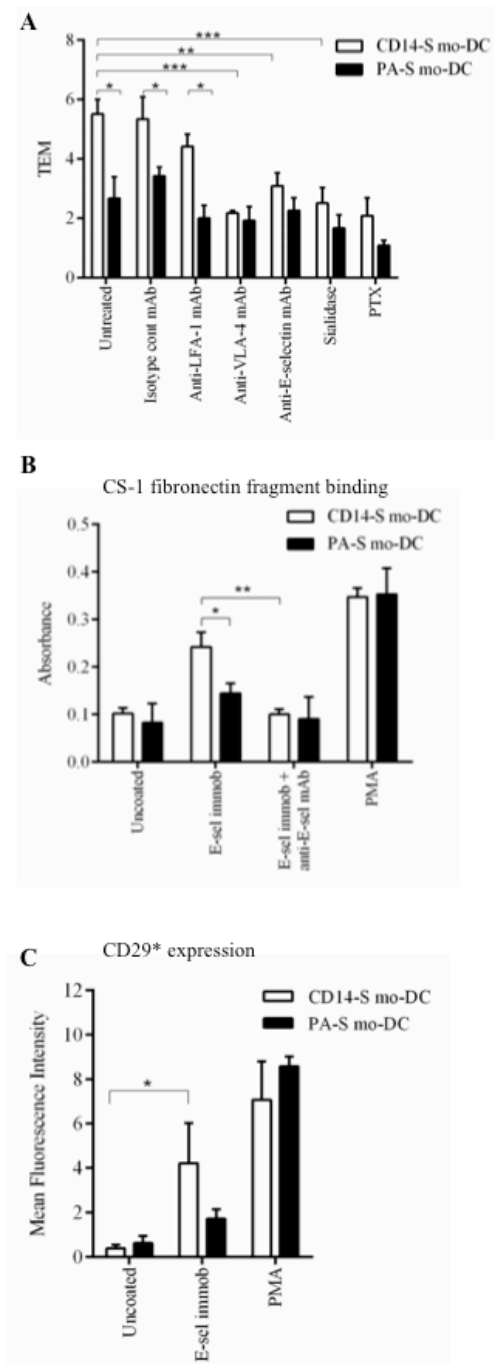 A
***
**
***
* * *
CD14-S mo-DC
PA-S mo-DC
8
6
4
2
0
TEM
Untreated
Isotype cont mAb
Anti-LFA-1 mAb
Anti-VLA-4 mAb
Anti-E-selectin mAb
Sialidase
PTX
B
CS-1 fibronectin fragment binding
CD14-S mo-DC
PA-S mo-DC
**
*
0.5
0.4
0.3
0.2
0.1
0.0
Absorbance
Uncoated
E-sel immob
E-sel immob +
anti-E-sel mAb
PMA
C
CD29* expression
CD14-S mo-DC
PA-S mo-DC
*
12
10
8
6
4
2
0
Mean Fluorescence Intensity
Uncoated
E-sel immob
PMA